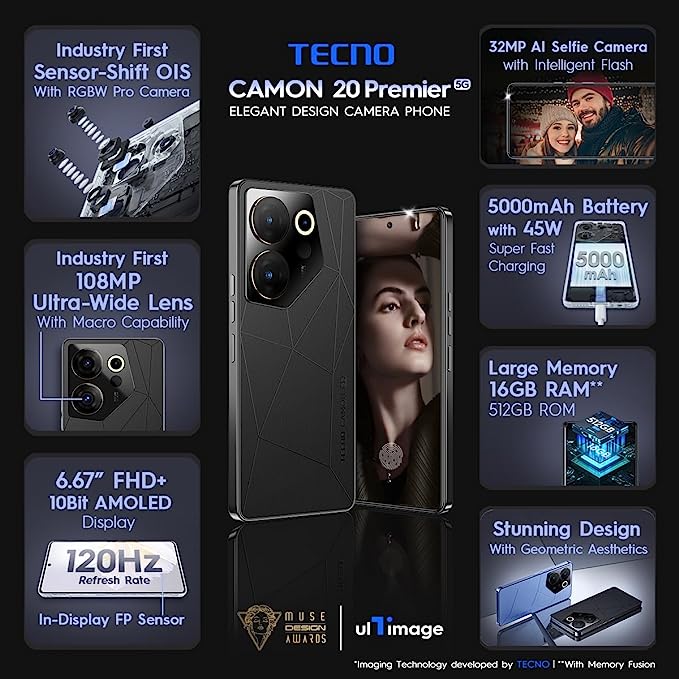 Industry First
Sensor-Shift OIS
With RGBW Pro Camera
TECNO
CAMON 20 Premier 5G
ELEGANT DESIGN CAMERA PHONE
32MP AI Selfie Camera
with Intelligent Flash
Industry First
108MP
Ultra-Wide Lens
With Macro Capability
5000mAh Battery
with 45W
Super Fast
Charging
5000
mAh
Large Memory
16GB RAM**
512GB ROM
512GB
16GB
6.67” FHD+
10Bit AMOLED
Display
120Hz
Refresh Rate
In-Display FP Sensor
Stunning Design
With Geometric Aesthetics
MUSE
DESIGN
AWARDS
ul1image
*Imaging Technology developed by TECNO | **With Memory Fusion